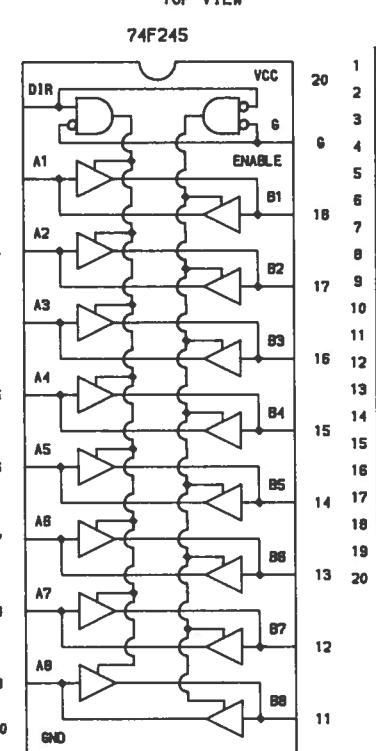 TOP VIEW
74F245
VCC 20
DIR
G G
ENABLE
A1
B1 18
A2
B2 17
A3
B3 16
A4
B4 15
A5
B5 14
A6
B6 13
A7
B7 12
A8
B8 11
GND
1
2
3
4
5
6
7
8
9
10
11
12
13
14
15
16
17
18
19
20